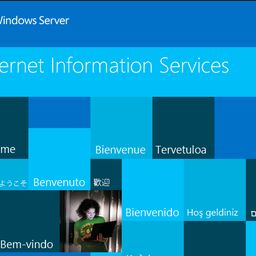 Windows Server
ernet Information Services
me
Bienvenue
Tervetuloa
ようこそ
Benvenuto
歡迎
Bienvenido
Hoş geldiniz
Bem-vindo